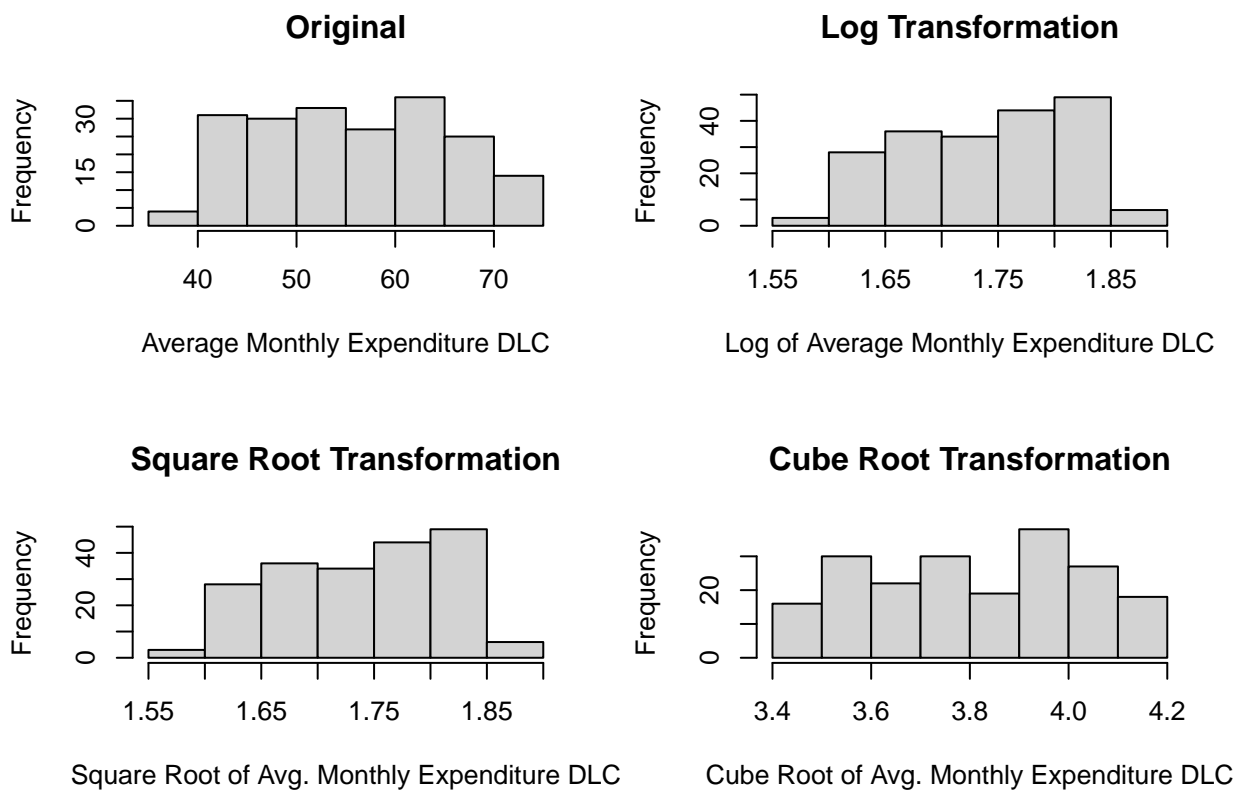 Original
Frequency
0
15
30
40
50
60
70
Average Monthly Expenditure DLC
Log Transformation
Frequency
0
20
40
1.55
1.65
1.75
1.85
Log of Average Monthly Expenditure DLC
Square Root Transformation
Frequency
0
20
40
1.55
1.65
1.75
1.85
Square Root of Avg. Monthly Expenditure DLC
Cube Root Transformation
Frequency
0
20
3.4
3.6
3.8
4.0
4.2
Cube Root of Avg. Monthly Expenditure DLC